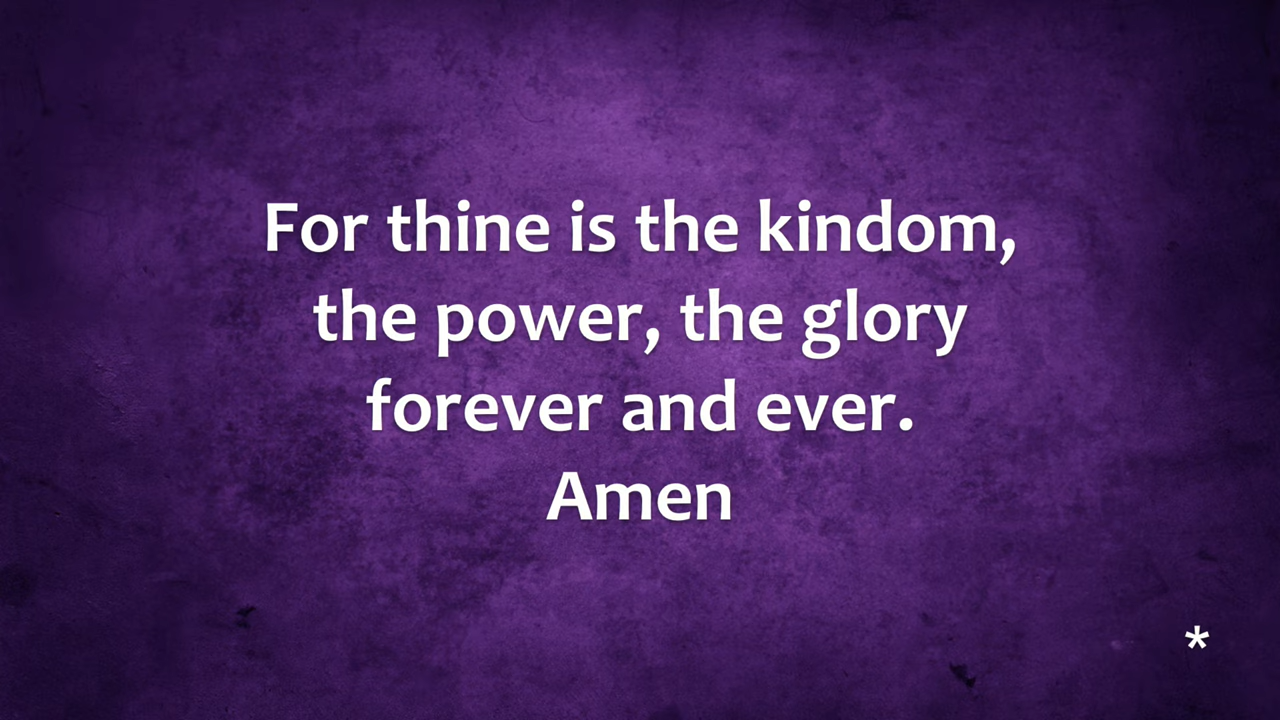 For thine is the kindom,
the power, the glory
forever and ever.
Amen
*